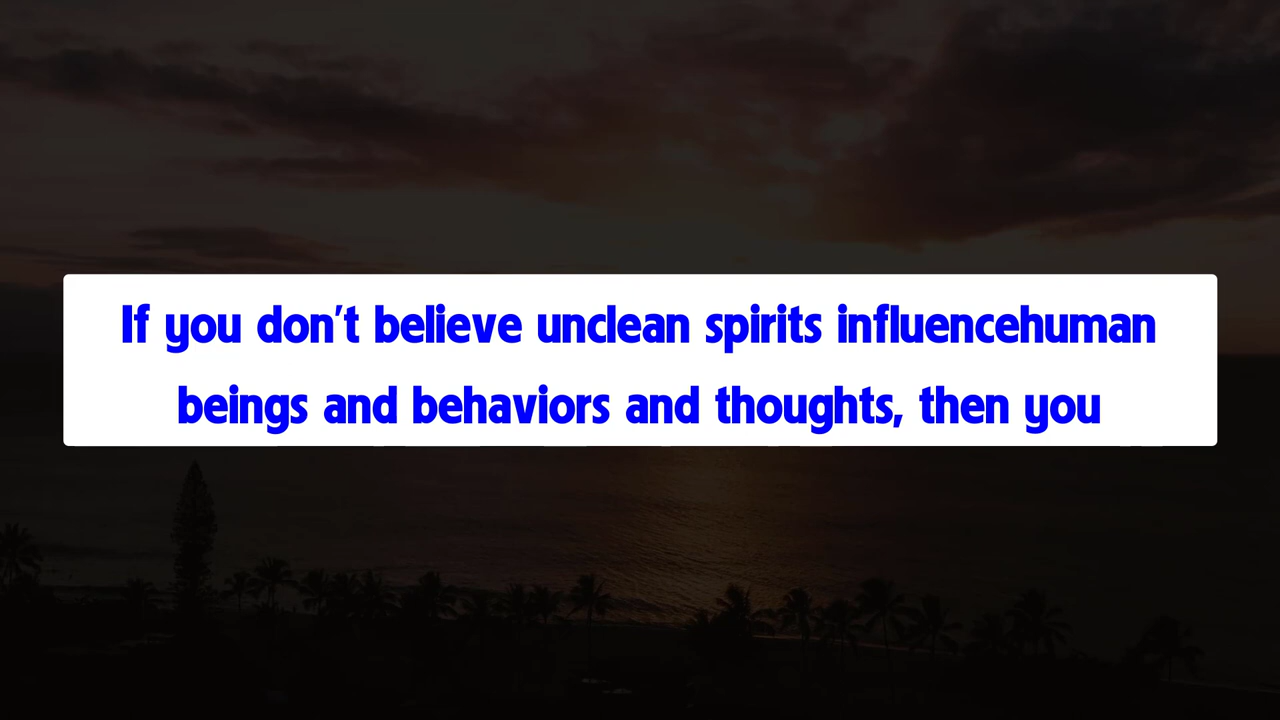 If you don't believe unclean spirits influencehuman
beings and behaviors and thoughts, then you